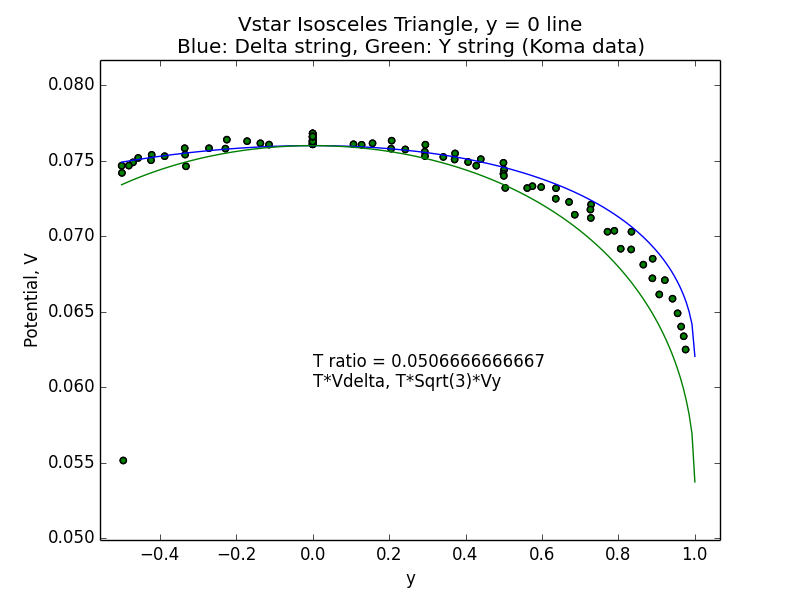 Vstar Isosceles Triangle, y = 0 line
Blue: Delta string, Green: Y string (Koma data)
0.080
0.075
0.070
0.065
0.060
0.055
0.050
Potential, V
T ratio = 0.0506666666667
T*Vdelta, T*Sqrt(3)*Vy
−0.4 −0.2 0.0 0.2 0.4 0.6 0.8 1.0
y